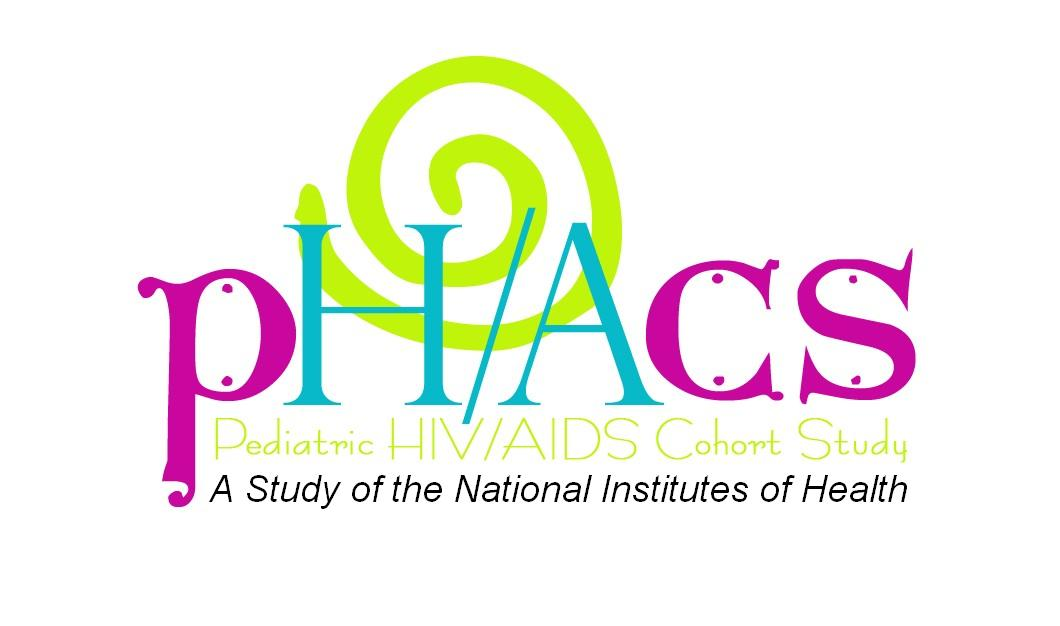 pH/Acs
Pediatric HIV/AIDS Cohort Study
A Study of the National Institutes of Health